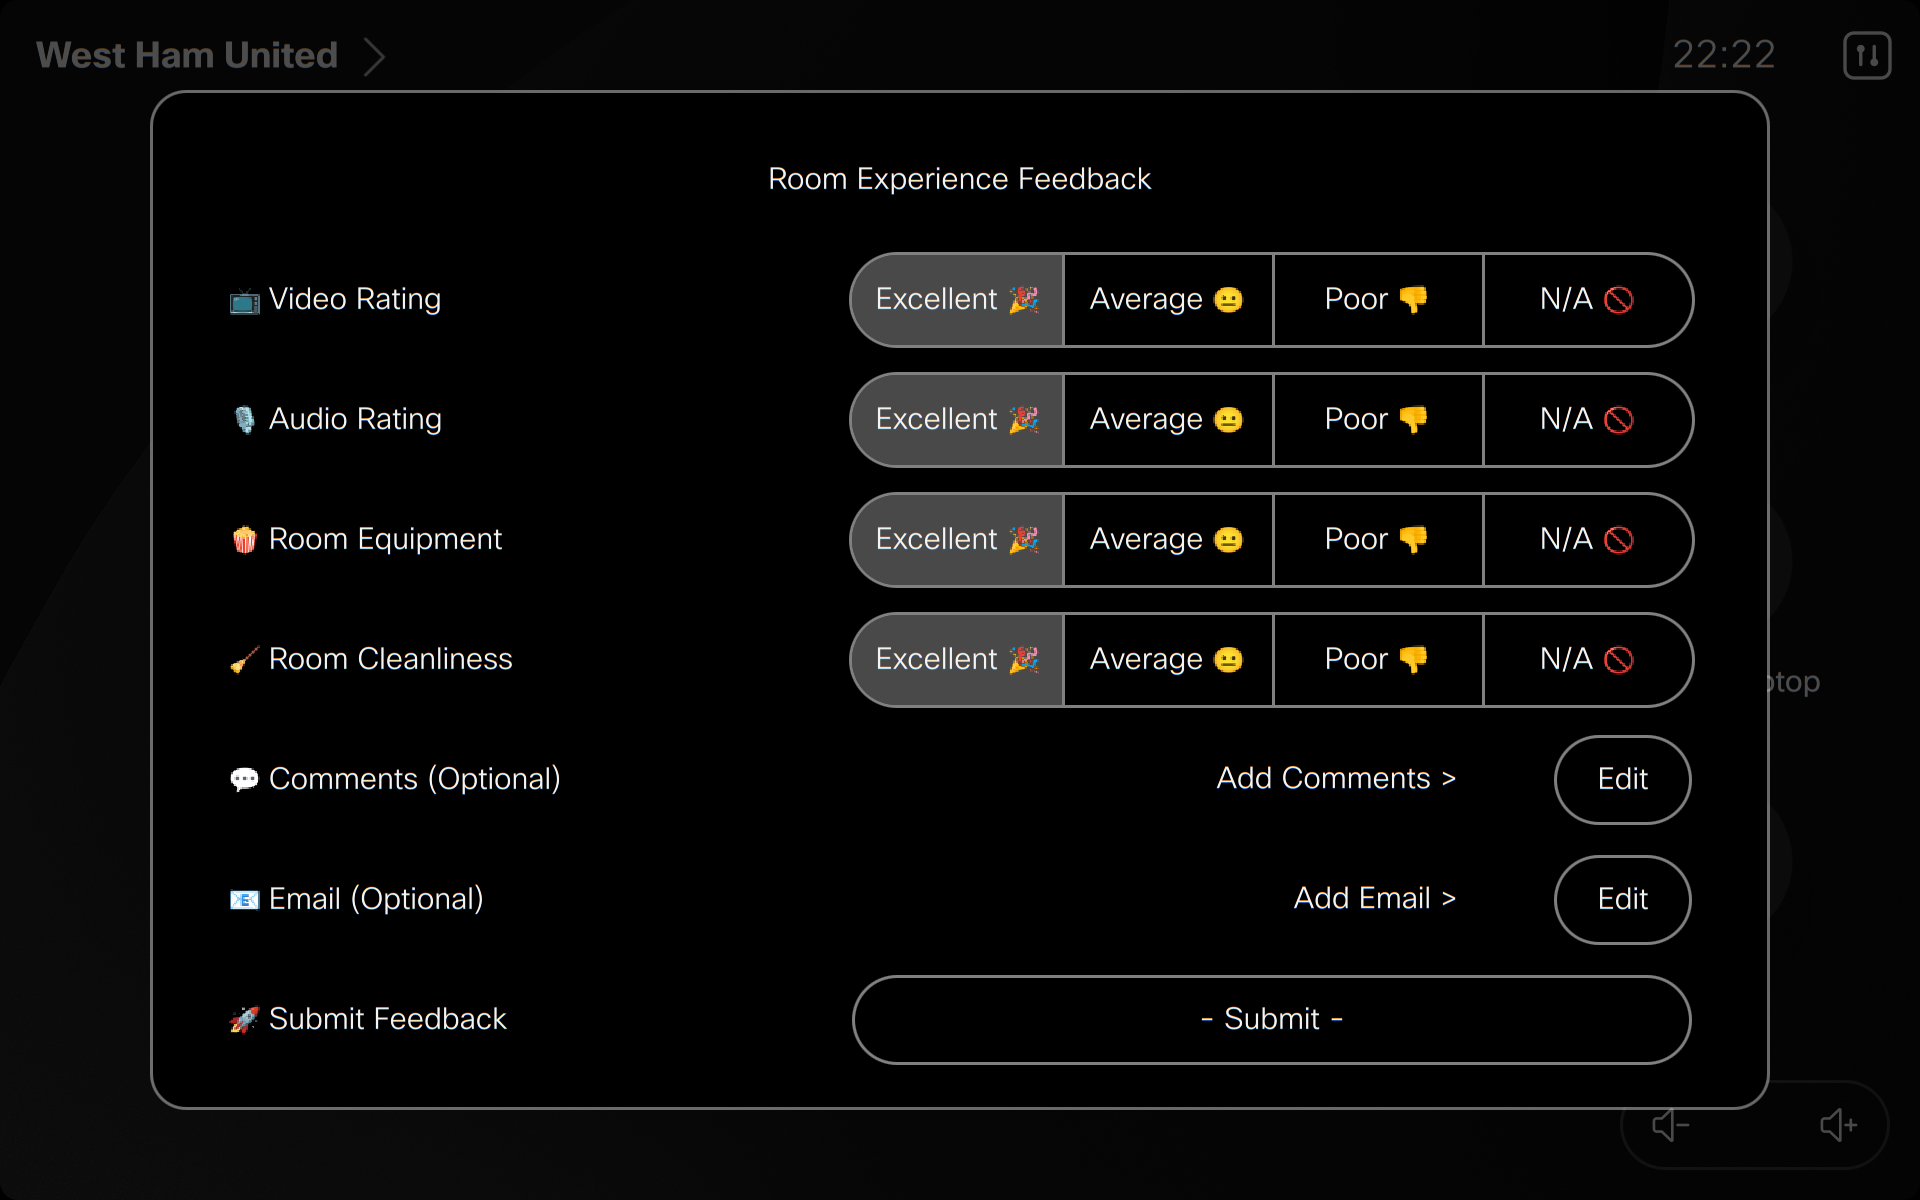 West Ham United
22:22
Room Experience Feedback
📺 Video Rating
Excellent 🎉 Average 😐 Poor 👎 N/A 🚫
🎙️ Audio Rating
Excellent 🎉 Average 😐 Poor 👎 N/A 🚫
🍿 Room Equipment
Excellent 🎉 Average 😐 Poor 👎 N/A 🚫
🧹 Room Cleanliness
Excellent 🎉 Average 😐 Poor 👎 N/A 🚫
💬 Comments (Optional)
Add Comments >
Edit
📧 Email (Optional)
Add Email >
Edit
🚀 Submit Feedback
- Submit -